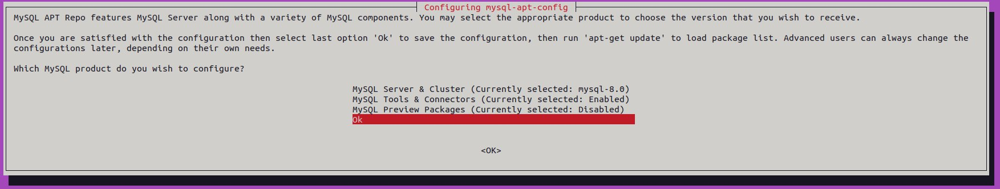 Configuring mysql-apt-config
MySQL APT Repo features MySQL Server along with a variety of MySQL components. You may select the appropriate product to choose the version that you wish to receive.
Once you are satisfied with the configuration then select last option 'Ok' to save the configuration, then run 'apt-get update' to load package list. Advanced users can always change the
configurations later, depending on their own needs.
Which MySQL product do you wish to configure?
MySQL Server & Cluster (Currently selected: mysql-8.0)
MySQL Tools & Connectors (Currently selected: Enabled)
MySQL Preview Packages (Currently selected: Disabled)
Ok
<OK>